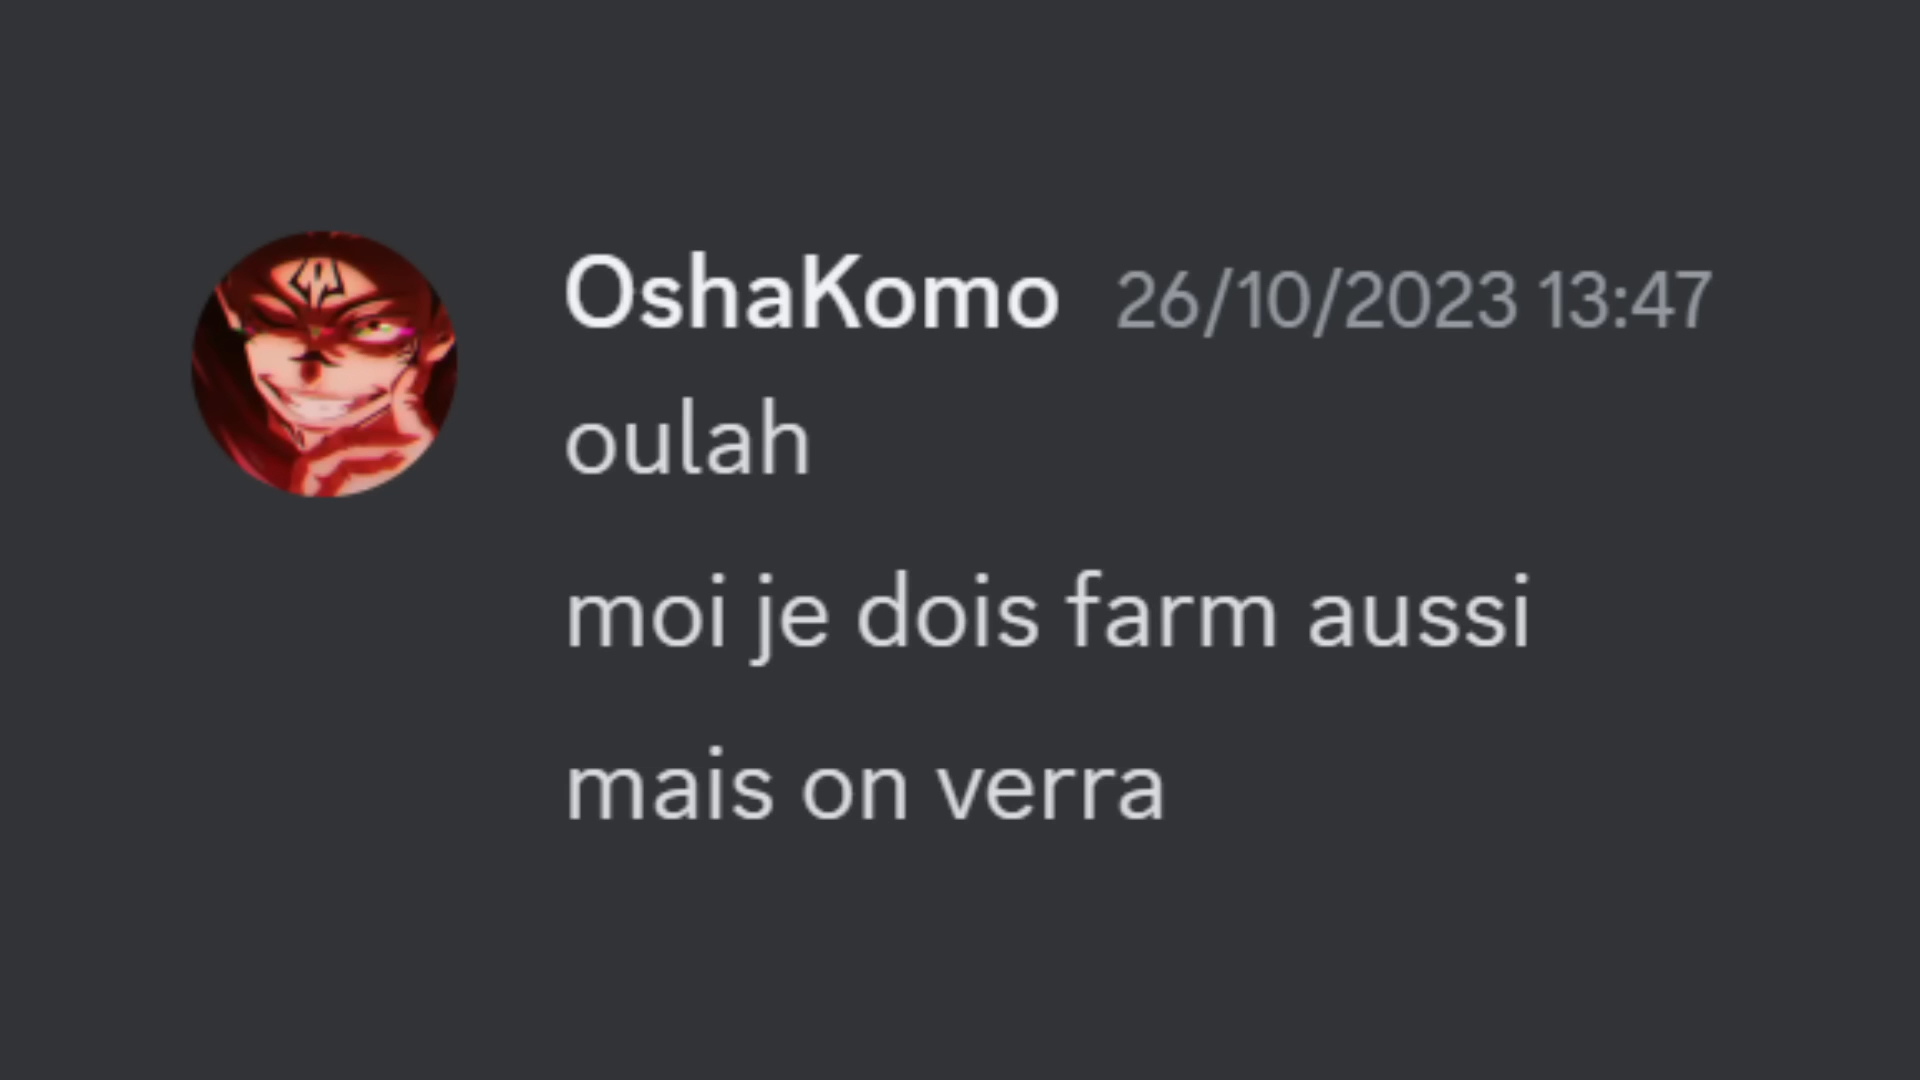 OshaKomo 26/10/2023 13:47
oulah
moi je dois farm aussi
mais on verra